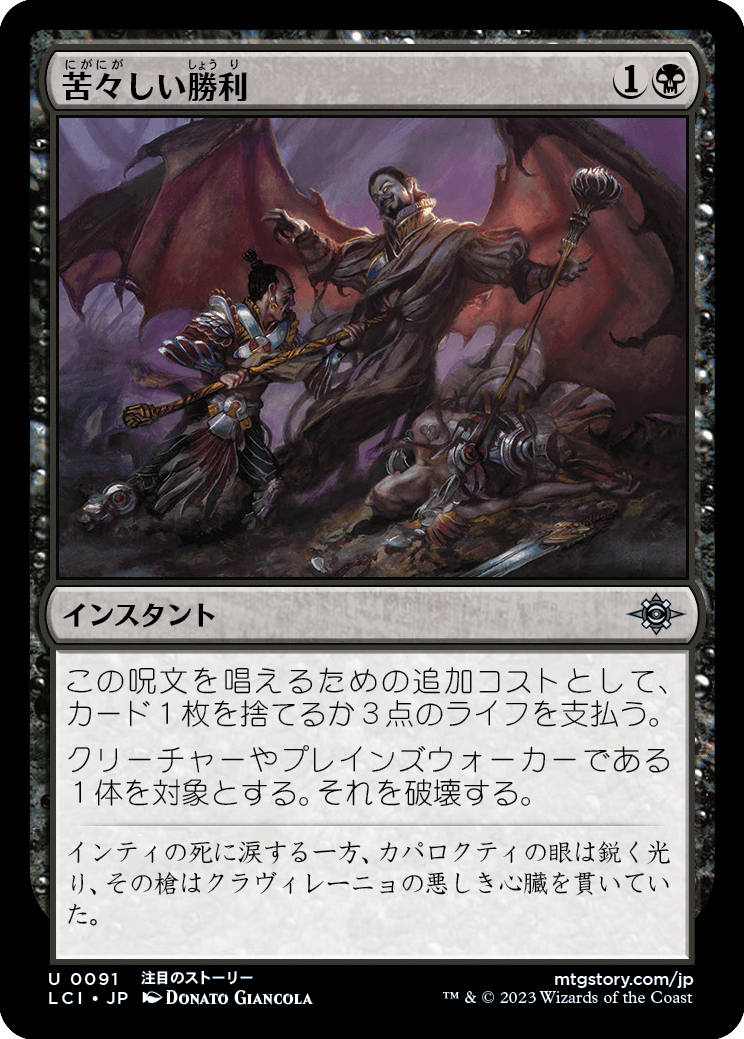 にがにが しょうり
苦々しい勝利 1
インスタント
この呪文を唱えるための追加コストとして、
カード１枚を捨てるか３点のライフを支払う。
クリーチャーやプレインズウォーカーである
１体を対象とする。それを破壊する。
インティの死に涙する一方、カパロクティの眼は鋭く光
り、その槍はクラヴィレーニョの悪しき心臓を貫いてい
た。
U 0091 注目のストーリー mtgstory.com/jp
LCI • JP Donato Giancola ™ & © 2023 Wizards of the Coast